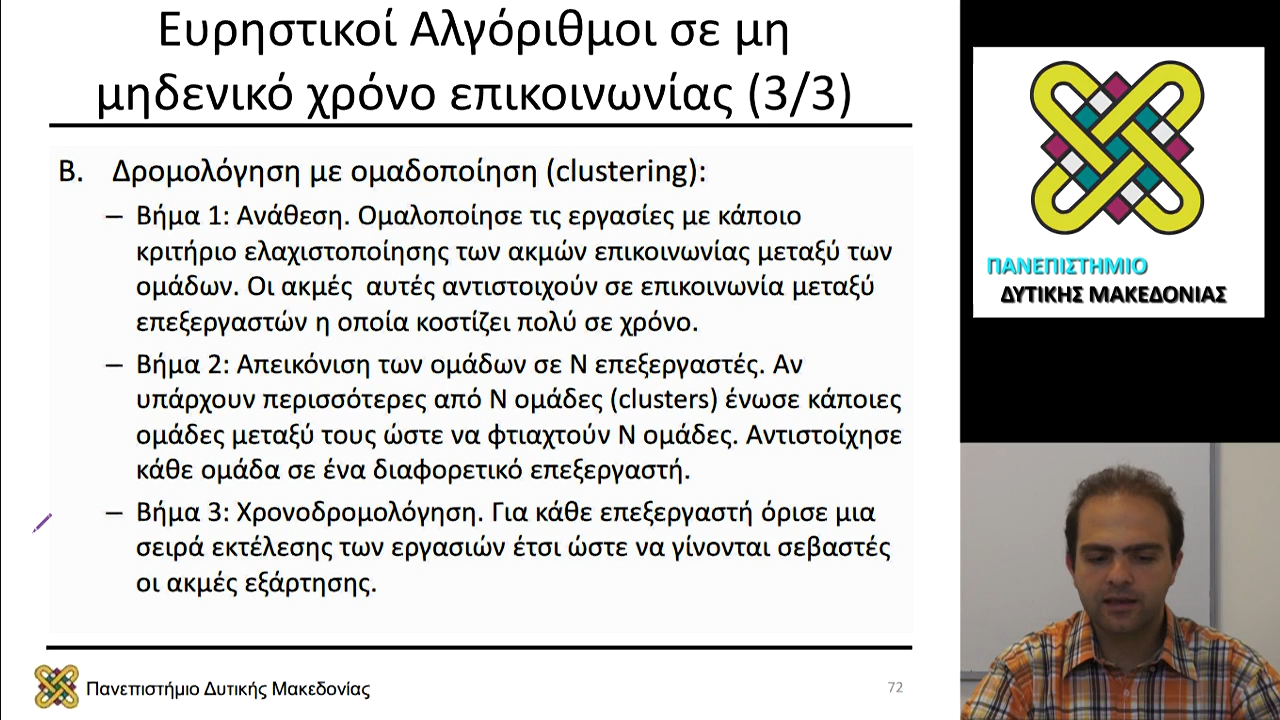 Ευρηστικοί Αλγόριθμοι σε μη
μηδενικό χρόνο επικοινωνίας (3/3)
Β. Δρομολόγηση με ομαδοποίηση (clustering):
– Βήμα 1: Ανάθεση. Ομαλοποίησε τις εργασίες με κάποιο
κριτήριο ελαχιστοποίησης των ακμών επικοινωνίας μεταξύ των
ομάδων. Οι ακμές αυτές αντιστοιχούν σε επικοινωνία μεταξύ
επεξεργαστών η οποία κοστίζει πολύ σε χρόνο.
– Βήμα 2: Απεικόνιση των ομάδων σε Ν επεξεργαστές. Αν
υπάρχουν περισσότερες από Ν ομάδες (clusters) ένωσε κάποιες
ομάδες μεταξύ τους ώστε να φτιαχτούν Ν ομάδες. Αντιστοίχησε
κάθε ομάδα σε ένα διαφορετικό επεξεργαστή.
– Βήμα 3: Χρονοδρομολόγηση. Για κάθε επεξεργαστή όρισε μια
σειρά εκτέλεσης των εργασιών έτσι ώστε να γίνονται σεβαστές
οι ακμές εξάρτησης.
Πανεπιστήμιο Δυτικής Μακεδονίας
72
ΠΑΝΕΠΙΣΤΗΜΙΟ
ΔΥΤΙΚΗΣ ΜΑΚΕΔΟΝΙΑΣ